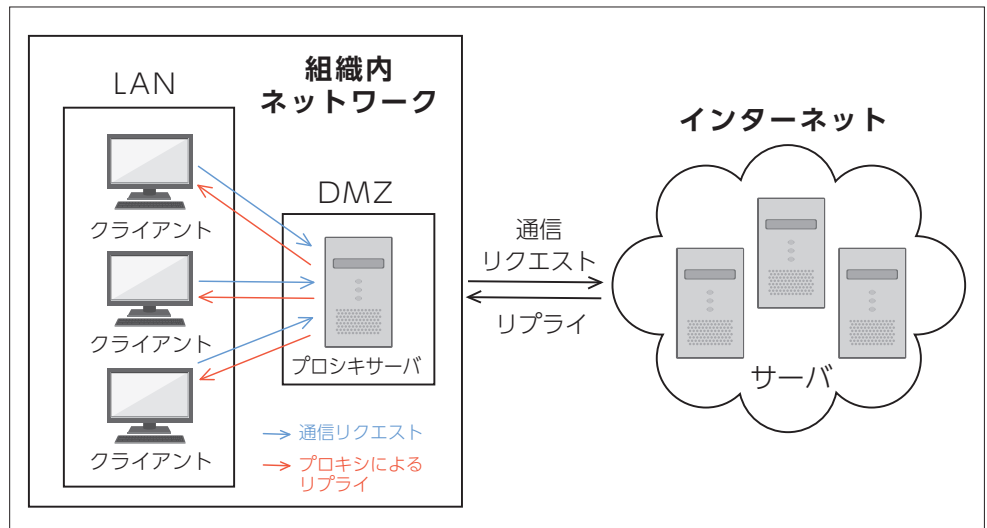 組織内
ネットワーク
LAN
クライアント
クライアント
クライアント
DMZ
プロシキサーバ
通信リクエスト
プロキシによる
リプライ
通信
リクエスト
リプライ
インターネット
サーバ